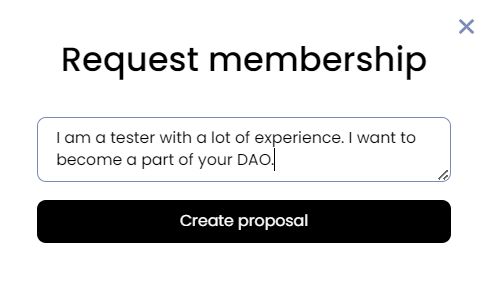 Request membership
I am a tester with a lot of experience. I want to
become a part of your DAO.
Create proposal